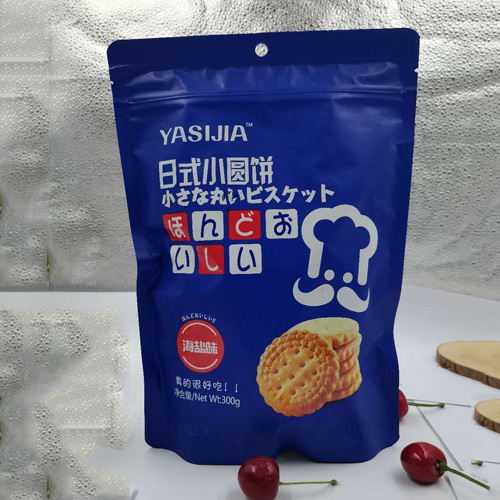 YASIJIA™
日式小圆饼
小さな丸いビスケット
ほんどお
いしい
ほんとおいしい!!
海盐味
真的很好吃!!
净含量/Net Wt:300g